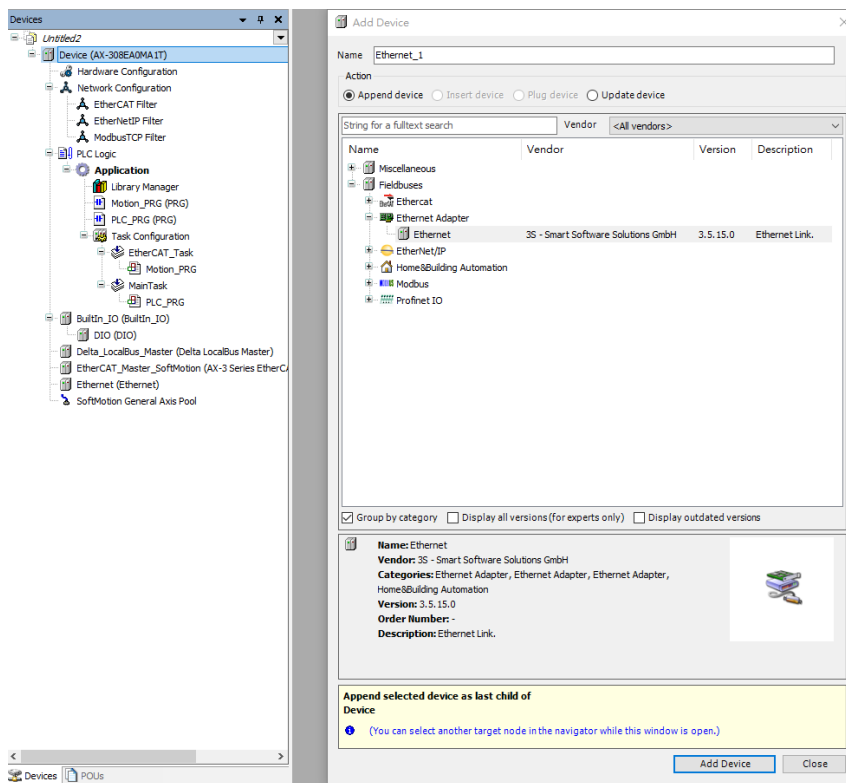 Devices
Untitled2
Device (AX-308EA0MA1T)
Hardware Configuration
Network Configuration
EtherCAT Filter
EtherNetIP Filter
ModbusTCP Filter
PLC Logic
Application
Library Manager
Motion_PRG (PRG)
PLC_PRG (PRG)
Task Configuration
EtherCAT_Task
Motion_PRG
MainTask
PLC_PRG
BuiltIn_IO (BuiltIn_IO)
DIO (DIO)
Delta_LocalBus_Master (Delta LocalBus Master)
EtherCAT_Master_SoftMotion (AX-3 Series EtherCA
Ethernet (Ethernet)
SoftMotion General Axis Pool
Devices POUs
Add Device
Name Ethernet_1
Action
Append device Insert device Plug device Update device
String for a fulltext search Vendor <All vendors>
Name Vendor Version Description
Miscellaneous
Fieldbuses
Ethercat
Ethernet Adapter
Ethernet 3S - Smart Software Solutions GmbH 3.5.15.0 Ethernet Link.
EtherNet/IP
Home&Building Automation
Modbus
Profinet IO
Group by category Display all versions(for experts only) Display outdated versions
Name: Ethernet
Vendor: 3S - Smart Software Solutions GmbH
Categories: Ethernet Adapter, Ethernet Adapter, Ethernet Adapter,
Home&Building Automation
Version: 3.5.15.0
Order Number: -
Description: Ethernet Link.
Append selected device as last child of
Device
(You can select another target node in the navigator while this window is open.)
Add Device Close